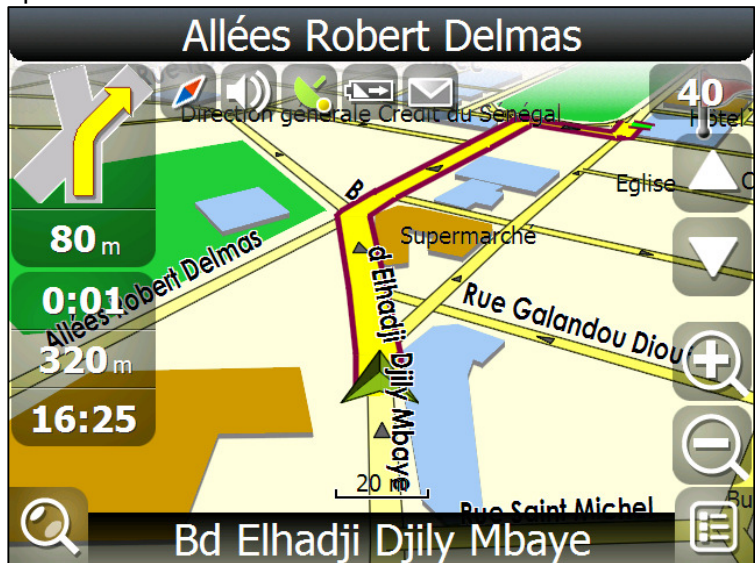 Allées Robert Delmas
40
Direction générale Crédit du Sénégal
Eglise
80 m
Supermarché
Allées Robert Delmas
Bd Elhadji Djily Mbaye
0:01
Rue Galandou Diouf
320 m
16:25
20 m
Rue Saint Michel
Bd Elhadji Djily Mbaye